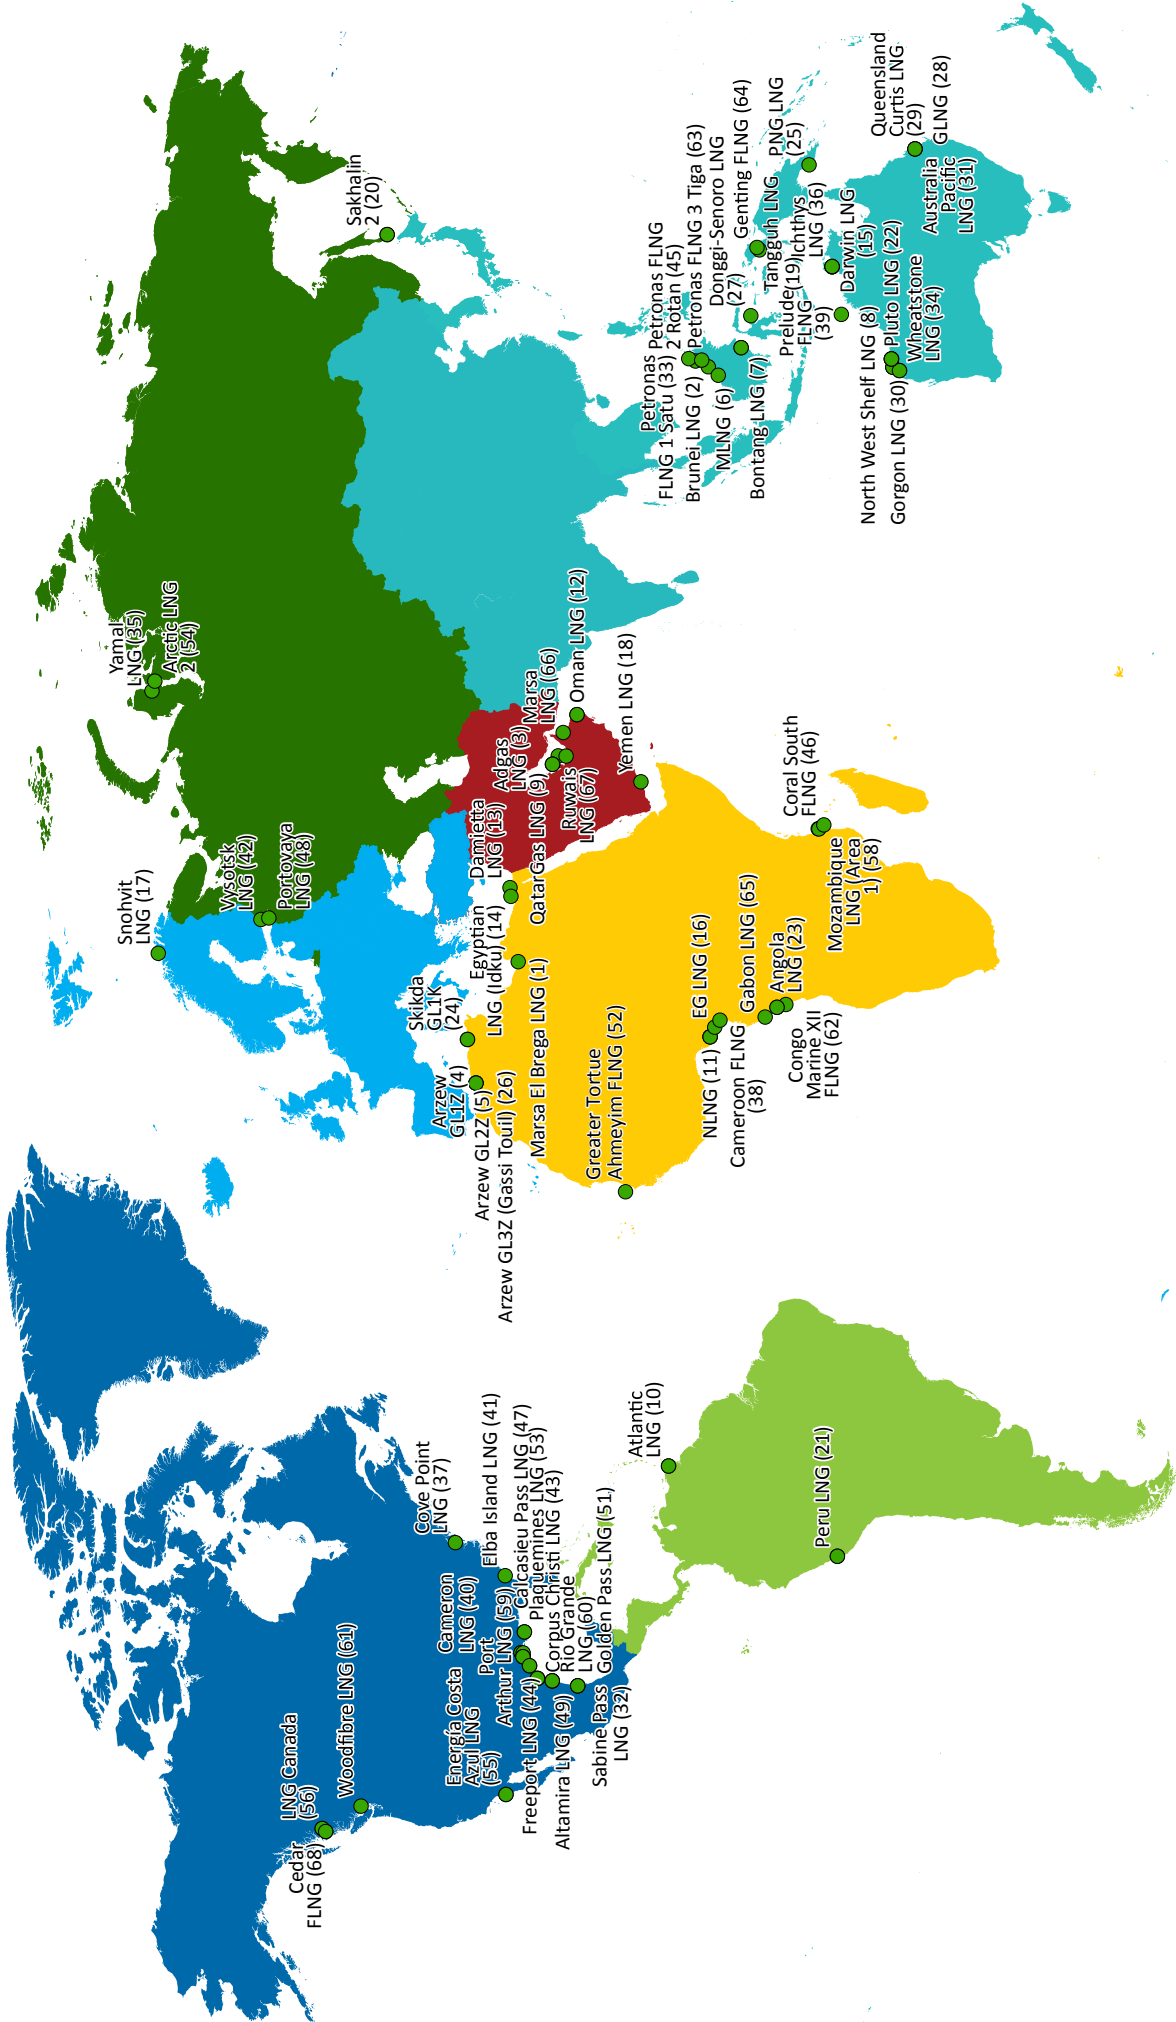 Cedar
FLNG (68)
LNG Canada
(56)
Woodfibre LNG (61)
Energía Costa
Azul LNG
(55)
Freeport LNG (44)
Altamira LNG (49)
Sabine Pass
LNG (32)
Cameron
LNG (40)
Port
Arthur LNG (59)
Cove Point
LNG (37)
Elba Island LNG (41)
Calcasieu Pass LNG (47)
Plaquemines LNG (53)
Corpus Christi LNG (43)
Rio Grande
LNG (60)
Golden Pass LNG (51)
Atlantic
LNG (10)
Peru LNG (21)
Snohvit
LNG (17)
Vysotsk
LNG (42)
Portovaya
LNG (48)
Yamal
LNG (35)
Arctic LNG
2 (54)
Sakhalin
2 (20)
Skikda
GL1K
(24)
Arzew
GL1Z (4)
Arzew GL2Z (5)
Arzew GL3Z (Gassi Touil) (26)
Marsa El Brega LNG (1)
Egyptian
LNG (Idku) (14)
Damietta
LNG (13)
QatarGas LNG (9)
Adgas
LNG (3)
Marsa
LNG (66)
Ruwais
LNG (67)
Oman LNG (12)
Yemen LNG (18)
Greater Tortue
Ahmeyim FLNG (52)
NLNG (11)
EG LNG (16)
Cameroon FLNG
(38)
Gabon LNG (65)
Angola
LNG (23)
Congo
Marine XII
FLNG (62)
Coral South
FLNG (46)
Mozambique
LNG (Area
1) (58)
Petronas
FLNG 1 Satu (33)
Petronas FLNG
2 Rotan (45)
Petronas FLNG 3 Tiga (63)
Brunei LNG (2)
MLNG (6)
Bontang LNG (7)
Donggi-Senoro LNG
(27)
Genting FLNG (64)
Tangguh LNG
(19)
PNG LNG
(25)
Prelude
FLNG
(39)
Ichthys
LNG (36)
Darwin LNG
(15)
North West Shelf LNG (8)
Gorgon LNG (30)
Pluto LNG (22)
Wheatstone
LNG (34)
Queensland
Curtis LNG
(29)
GLNG (28)
Australia
Pacific
LNG (31)